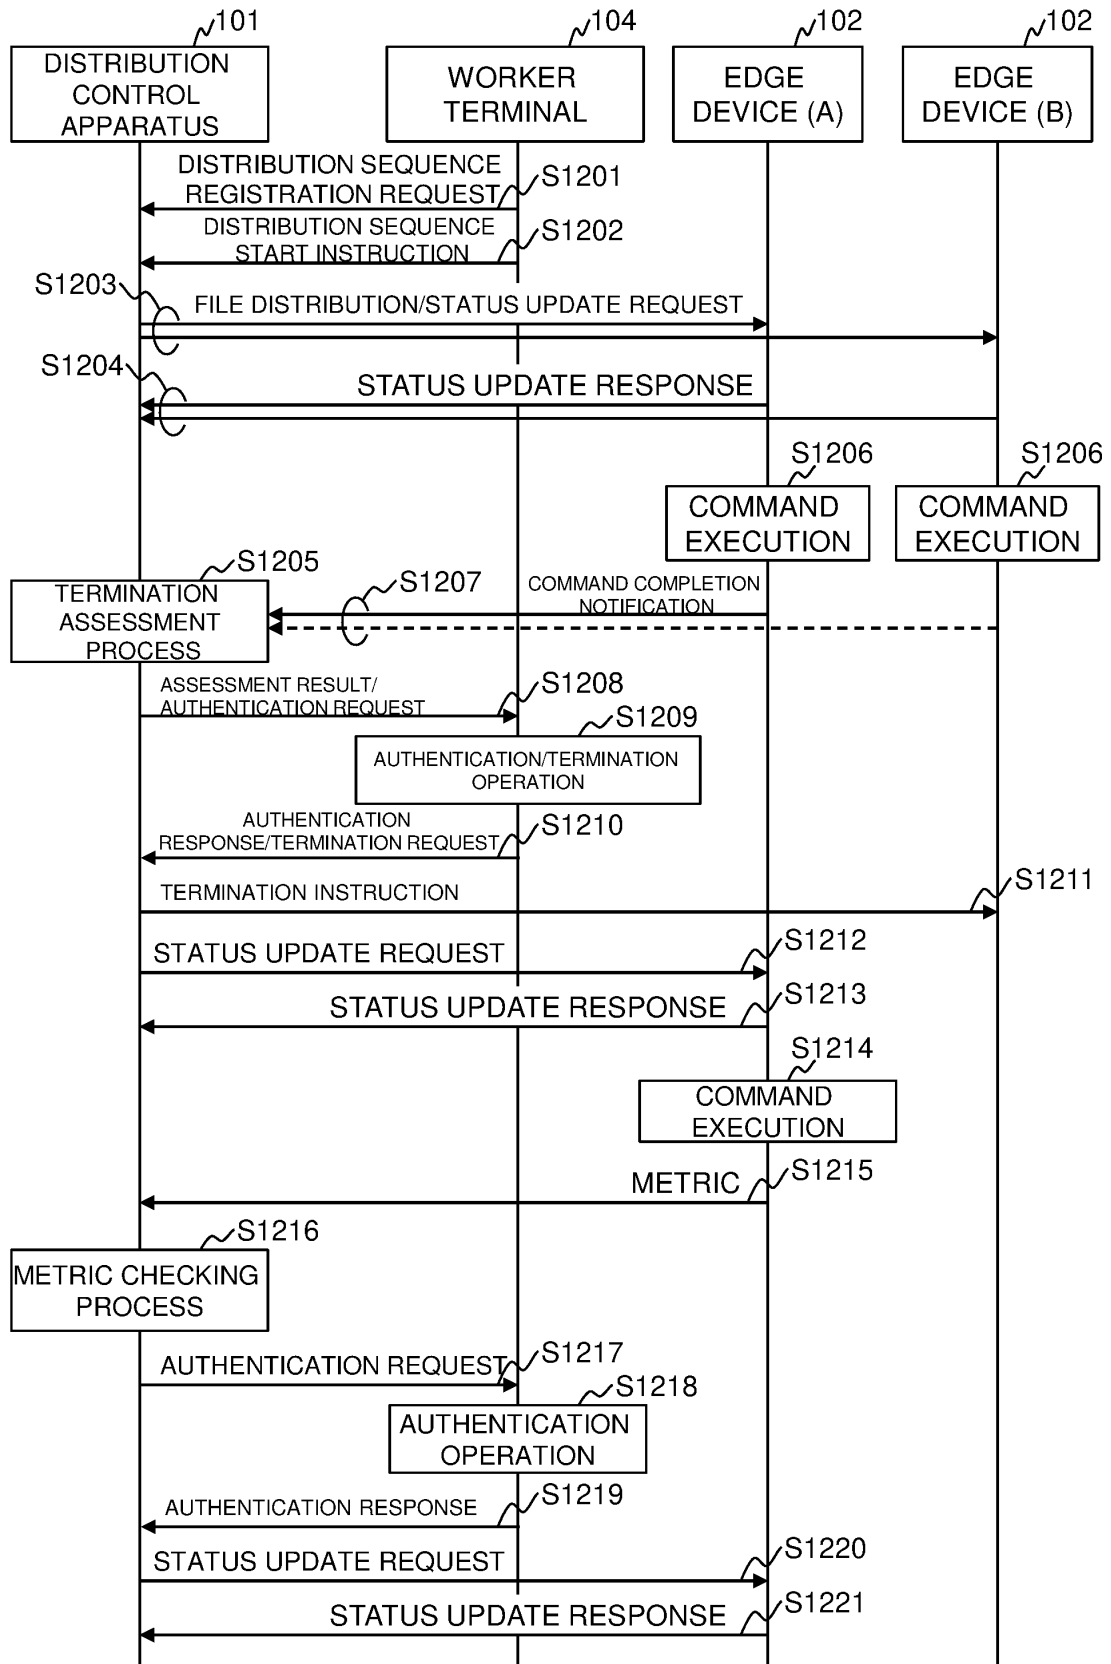 101
104
102
102
DISTRIBUTION
CONTROL
APPARATUS
WORKER
TERMINAL
EDGE
DEVICE (A)
EDGE
DEVICE (B)
DISTRIBUTION SEQUENCE
REGISTRATION REQUEST
S1201
DISTRIBUTION SEQUENCE
START INSTRUCTION
S1202
S1203
FILE DISTRIBUTION/STATUS UPDATE REQUEST
S1204
STATUS UPDATE RESPONSE
S1206
S1206
COMMAND
EXECUTION
COMMAND
EXECUTION
S1205
TERMINATION
ASSESSMENT
PROCESS
S1207
COMMAND COMPLETION
NOTIFICATION
ASSESSMENT RESULT/
AUTHENTICATION REQUEST
S1208
S1209
AUTHENTICATION/TERMINATION
OPERATION
AUTHENTICATION
RESPONSE/TERMINATION REQUEST
S1210
TERMINATION INSTRUCTION
S1211
STATUS UPDATE REQUEST
S1212
STATUS UPDATE RESPONSE
S1213
S1214
COMMAND
EXECUTION
METRIC
S1215
S1216
METRIC CHECKING
PROCESS
AUTHENTICATION REQUEST
S1217
S1218
AUTHENTICATION
OPERATION
AUTHENTICATION RESPONSE
S1219
STATUS UPDATE REQUEST
S1220
STATUS UPDATE RESPONSE
S1221